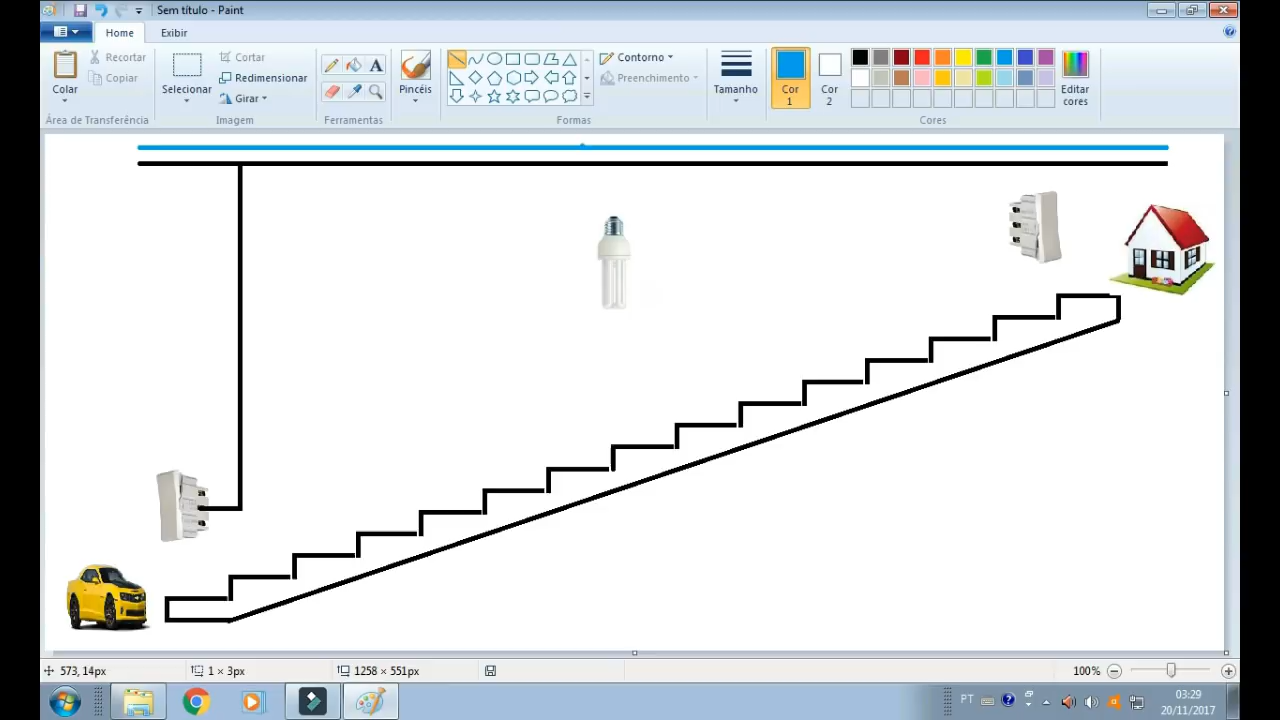 Sem título - Paint
Home
Exibir
Colar
Recortar
Copiar
Área de Transferência
Selecionar
Cortar
Redimensionar
Girar
Imagem
A
Ferramentas
Pincéis
Contorno
Preenchimento
Formas
Tamanho
Cor
1
Cor
2
Cores
Editar
cores
573, 14px
1 × 3px
1258 × 551px
100%
PT
03:29
20/11/2017